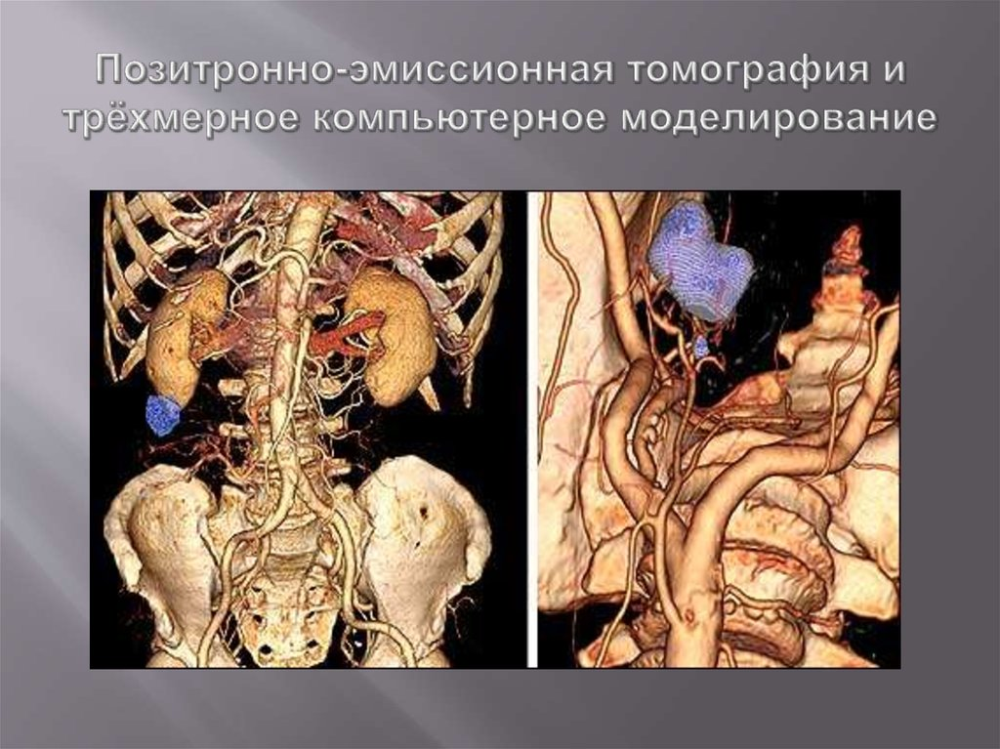 Позитронно-эмиссионная томография и
трёхмерное компьютерное моделирование